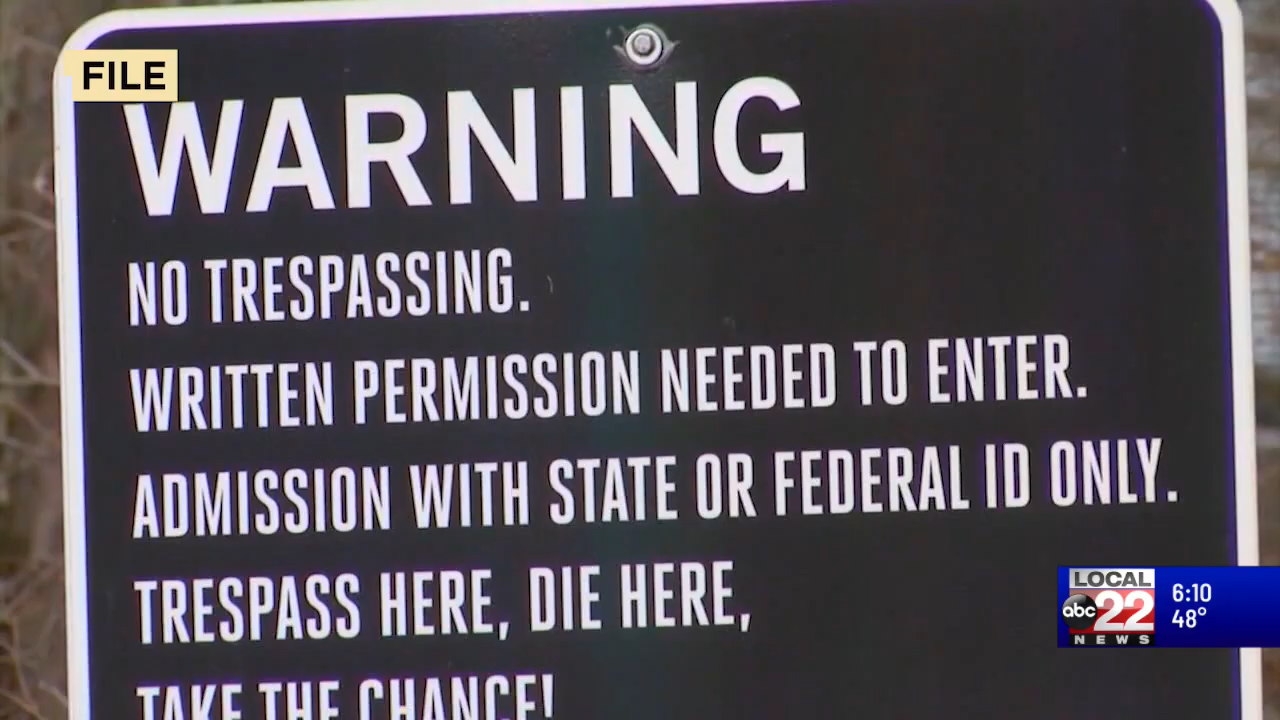 FILE
WARNING
NO TRESPASSING.
WRITTEN PERMISSION NEEDED TO ENTER.
ADMISSION WITH STATE OR FEDERAL ID ONLY.
TRESPASS HERE, DIE HERE,
TAKE THE CHANCE!
LOCAL
abc 22
NEWS
6:10
48°